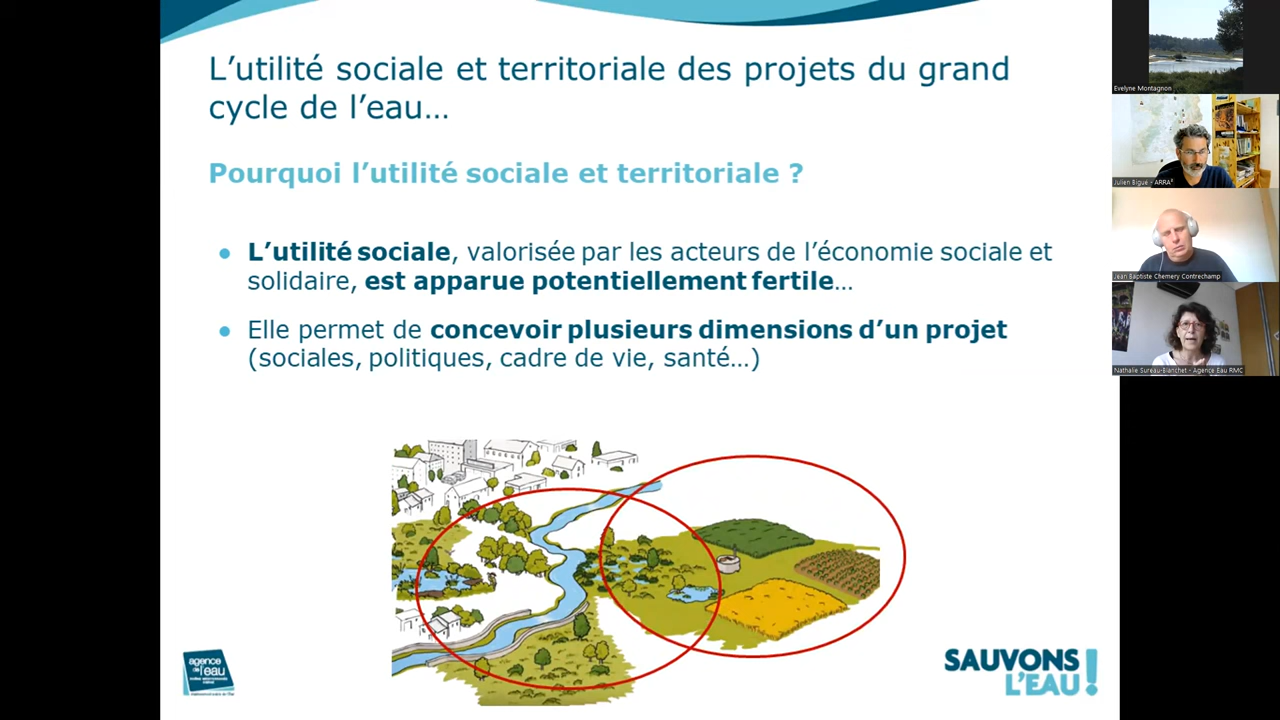 L'utilité sociale et territoriale des projets du grand
cycle de l'eau…
Pourquoi l'utilité sociale et territoriale ?
● L'utilité sociale, valorisée par les acteurs de l'économie sociale et
solidaire, est apparue potentiellement fertile…
● Elle permet de concevoir plusieurs dimensions d'un projet
(sociales, politiques, cadre de vie, santé…)
agence
de l'eau
SAUVONS
L'EAU !
Evelyne Montagnon
Julien Bigué - ARRA²
Jean Baptiste Chemery Contrechamp
Nathalie Sureau-Blanchet - Agence Eau RMC